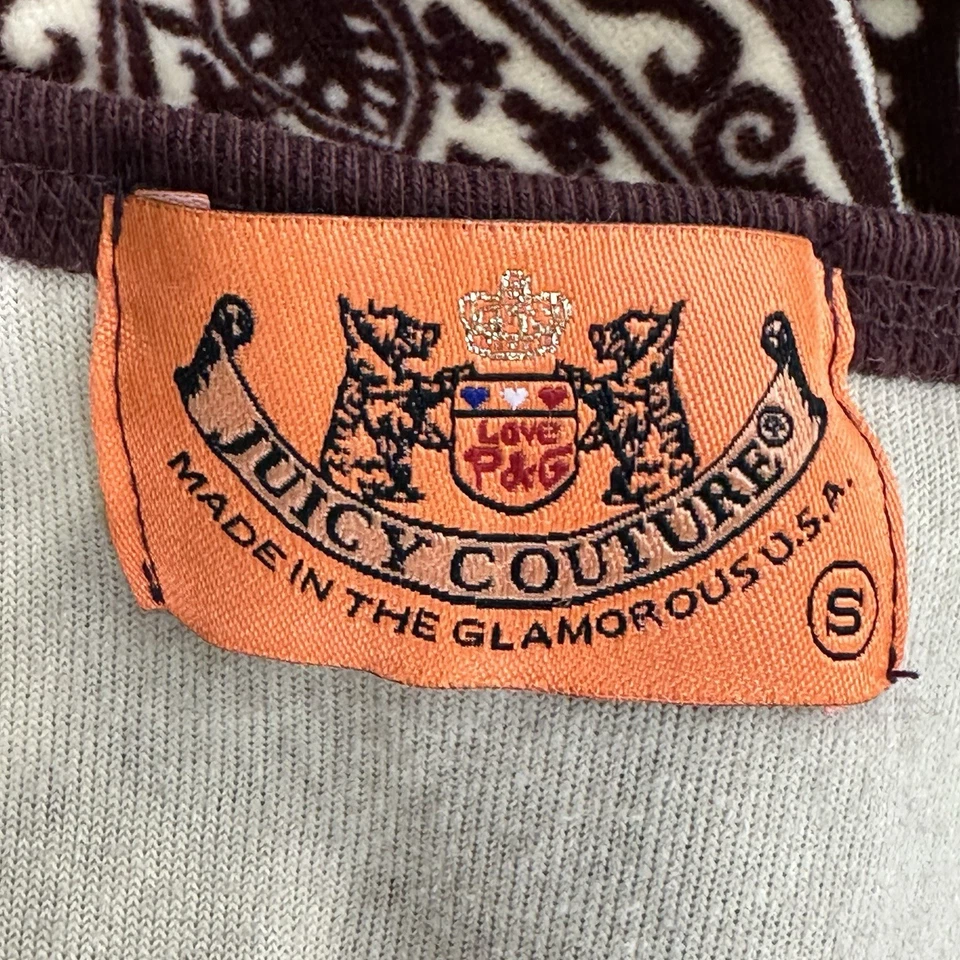 Love
P&G
JUICY COUTURE®
MADE IN THE GLAMOROUS U.S.A.
S